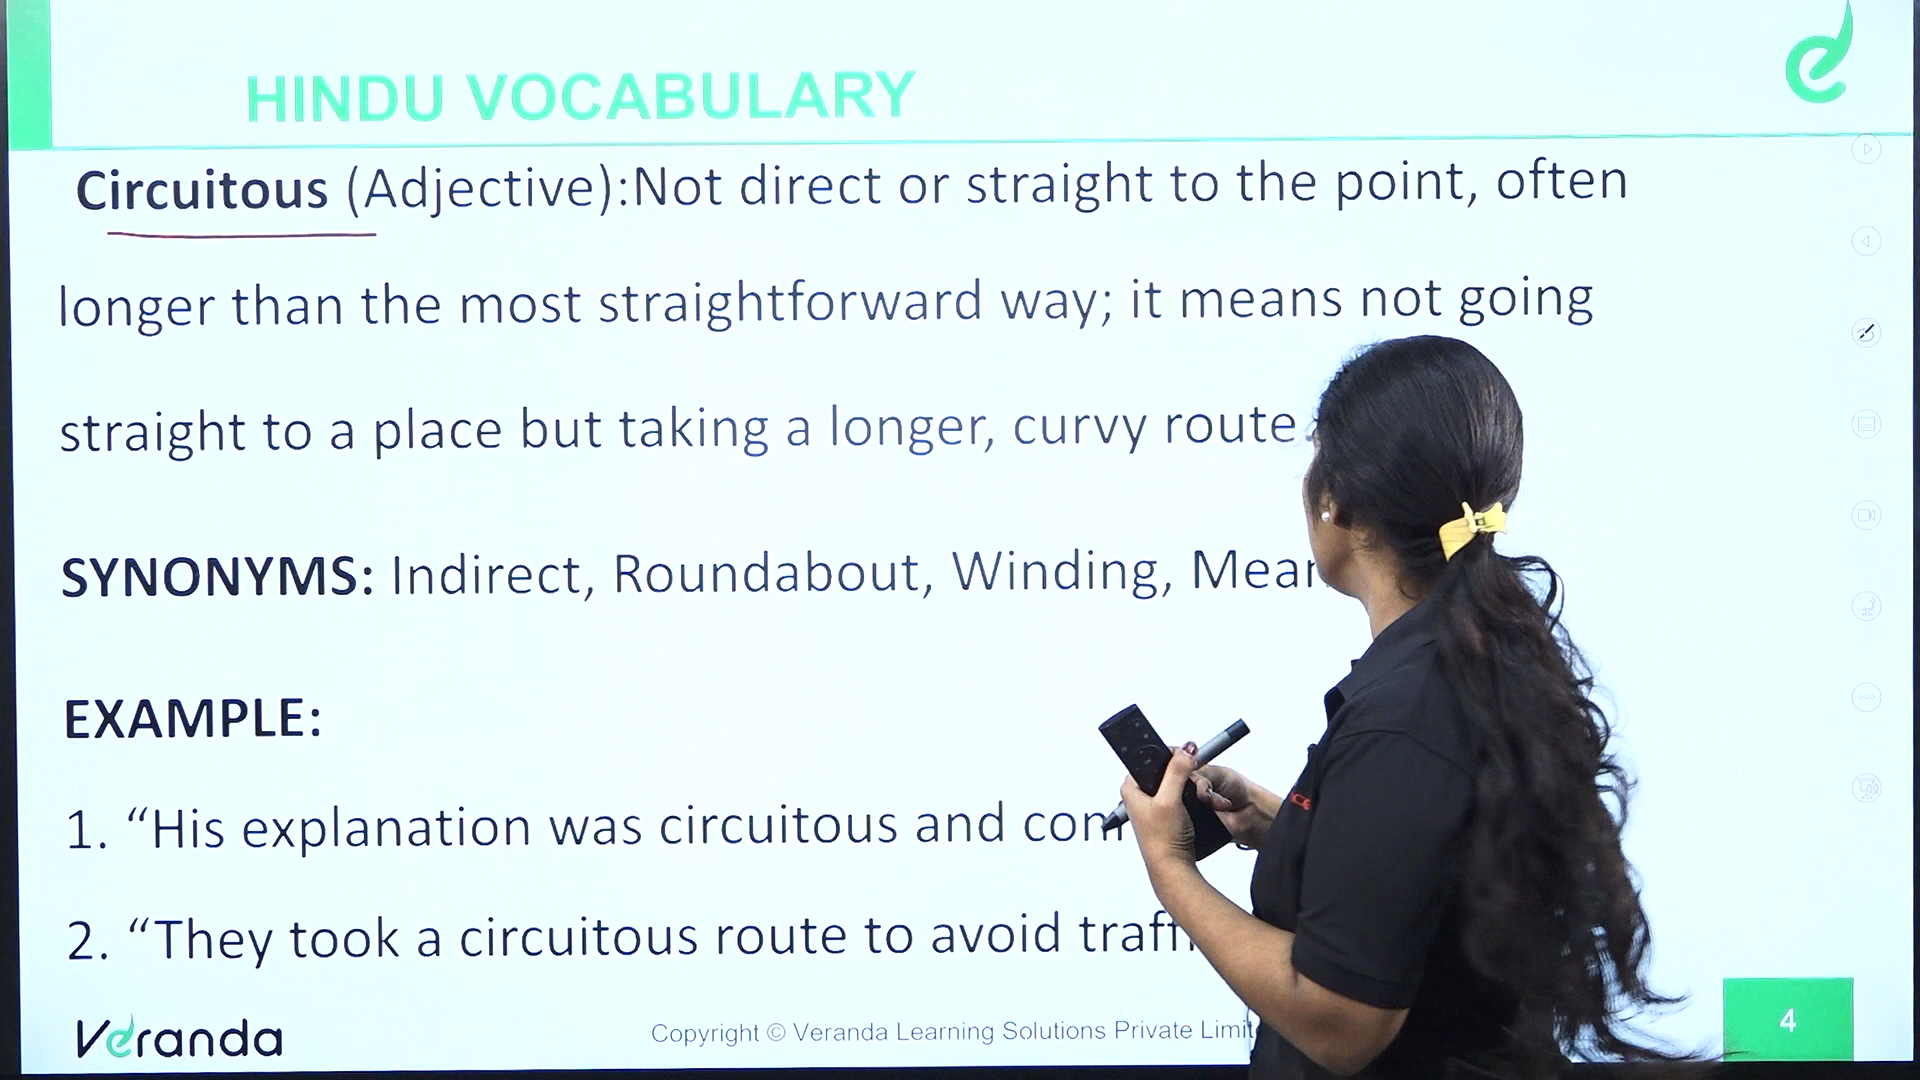 HINDU VOCABULARY
Circuitous (Adjective):Not direct or straight to the point, often
longer than the most straightforward way; it means not going
straight to a place but taking a longer, curvy route
SYNONYMS: Indirect, Roundabout, Winding,
EXAMPLE:
1. “His explanation was circuitous and
2. “They took a circuitous route to avoid
Veranda
Copyright © Veranda Learning Solutions Private
4